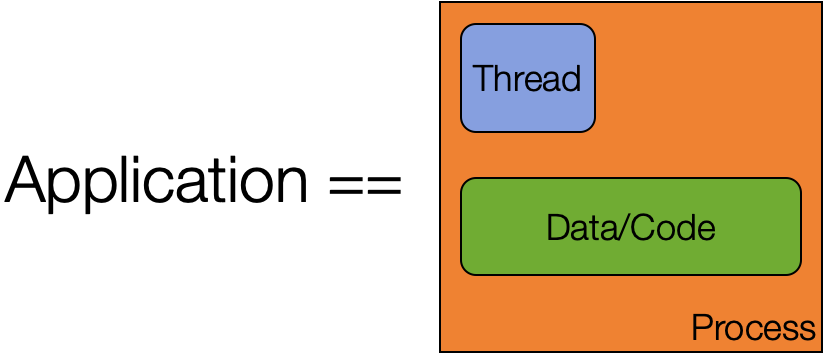 Application ==
Thread
Data/Code
Process